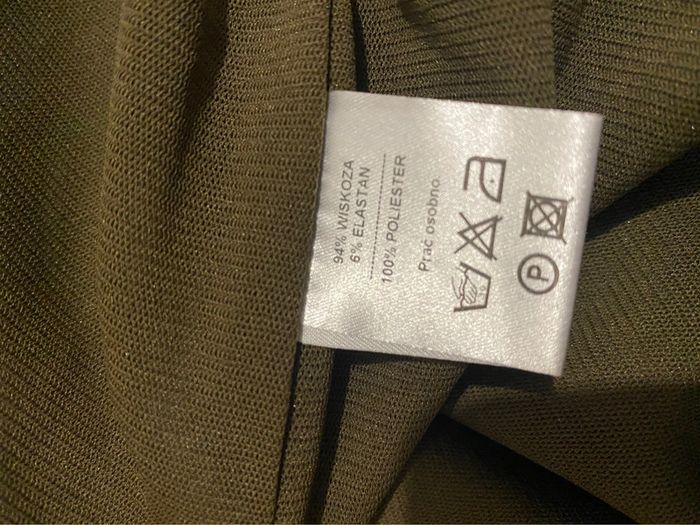 94% WISKOZA
6% ELASTAN
100% POLIESTER
Prać osobno.
P